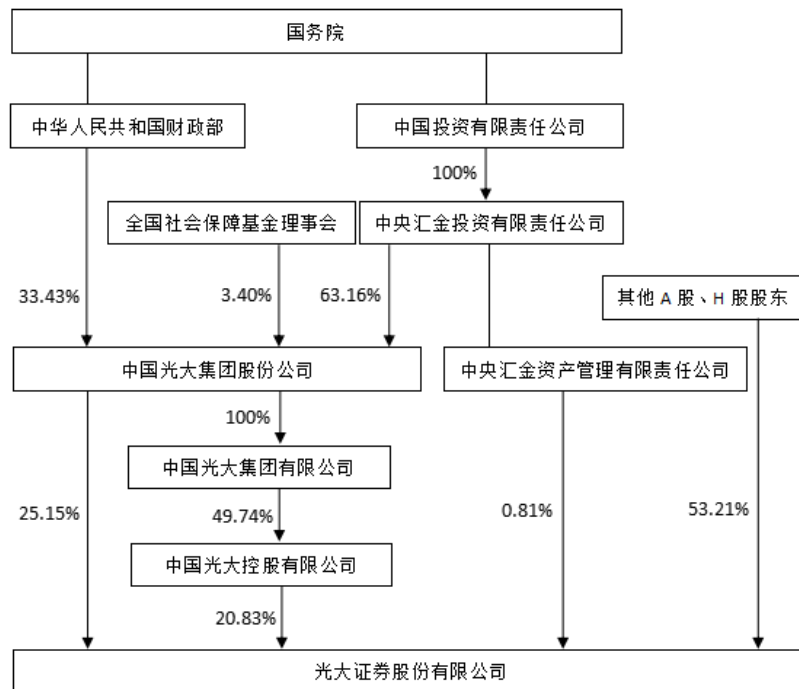 国务院
中华人民共和国财政部
中国投资有限责任公司
100%
全国社会保障基金理事会
中央汇金投资有限责任公司
33.43%
3.40%
63.16%
其他 A 股、H 股股东
中国光大集团股份公司
中央汇金资产管理有限责任公司
100%
中国光大集团有限公司
25.15%
49.74%
0.81%
53.21%
中国光大控股有限公司
20.83%
光大证券股份有限公司